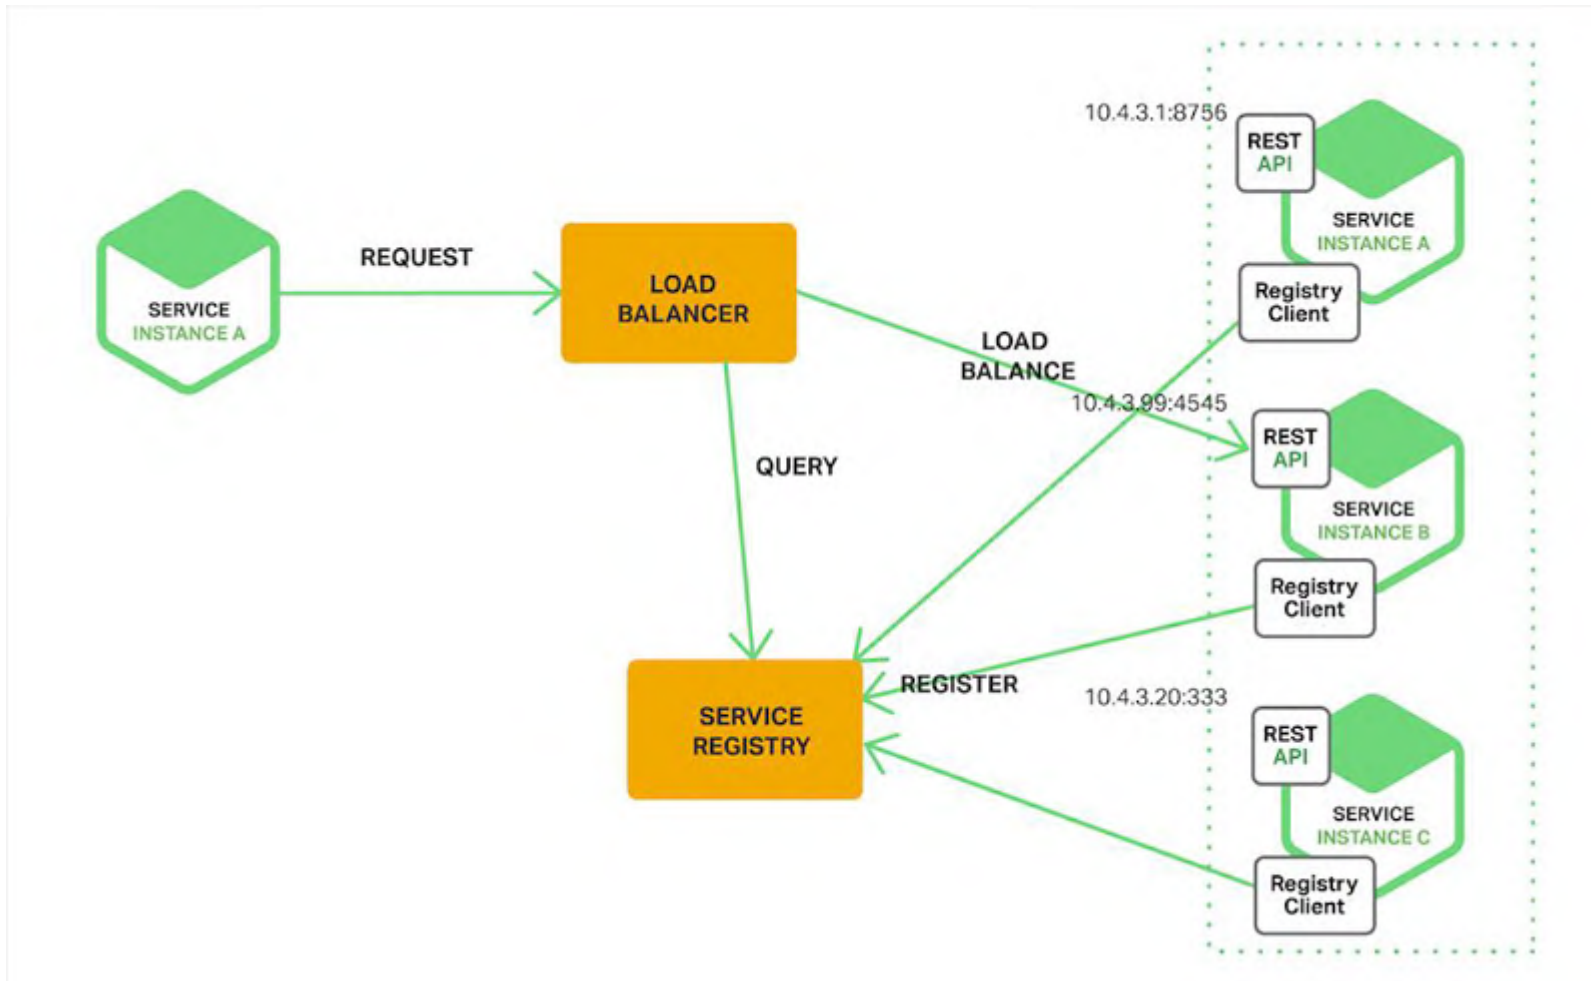 10.4.3.1:8756
REST
API
SERVICE
INSTANCE A
Registry
Client
SERVICE
INSTANCE A
REQUEST
LOAD
BALANCER
LOAD
BALANCE
10.4.3.99:4545
REST
API
SERVICE
INSTANCE B
Registry
Client
QUERY
SERVICE
REGISTRY
REGISTER
10.4.3.20:333
REST
API
SERVICE
INSTANCE C
Registry
Client